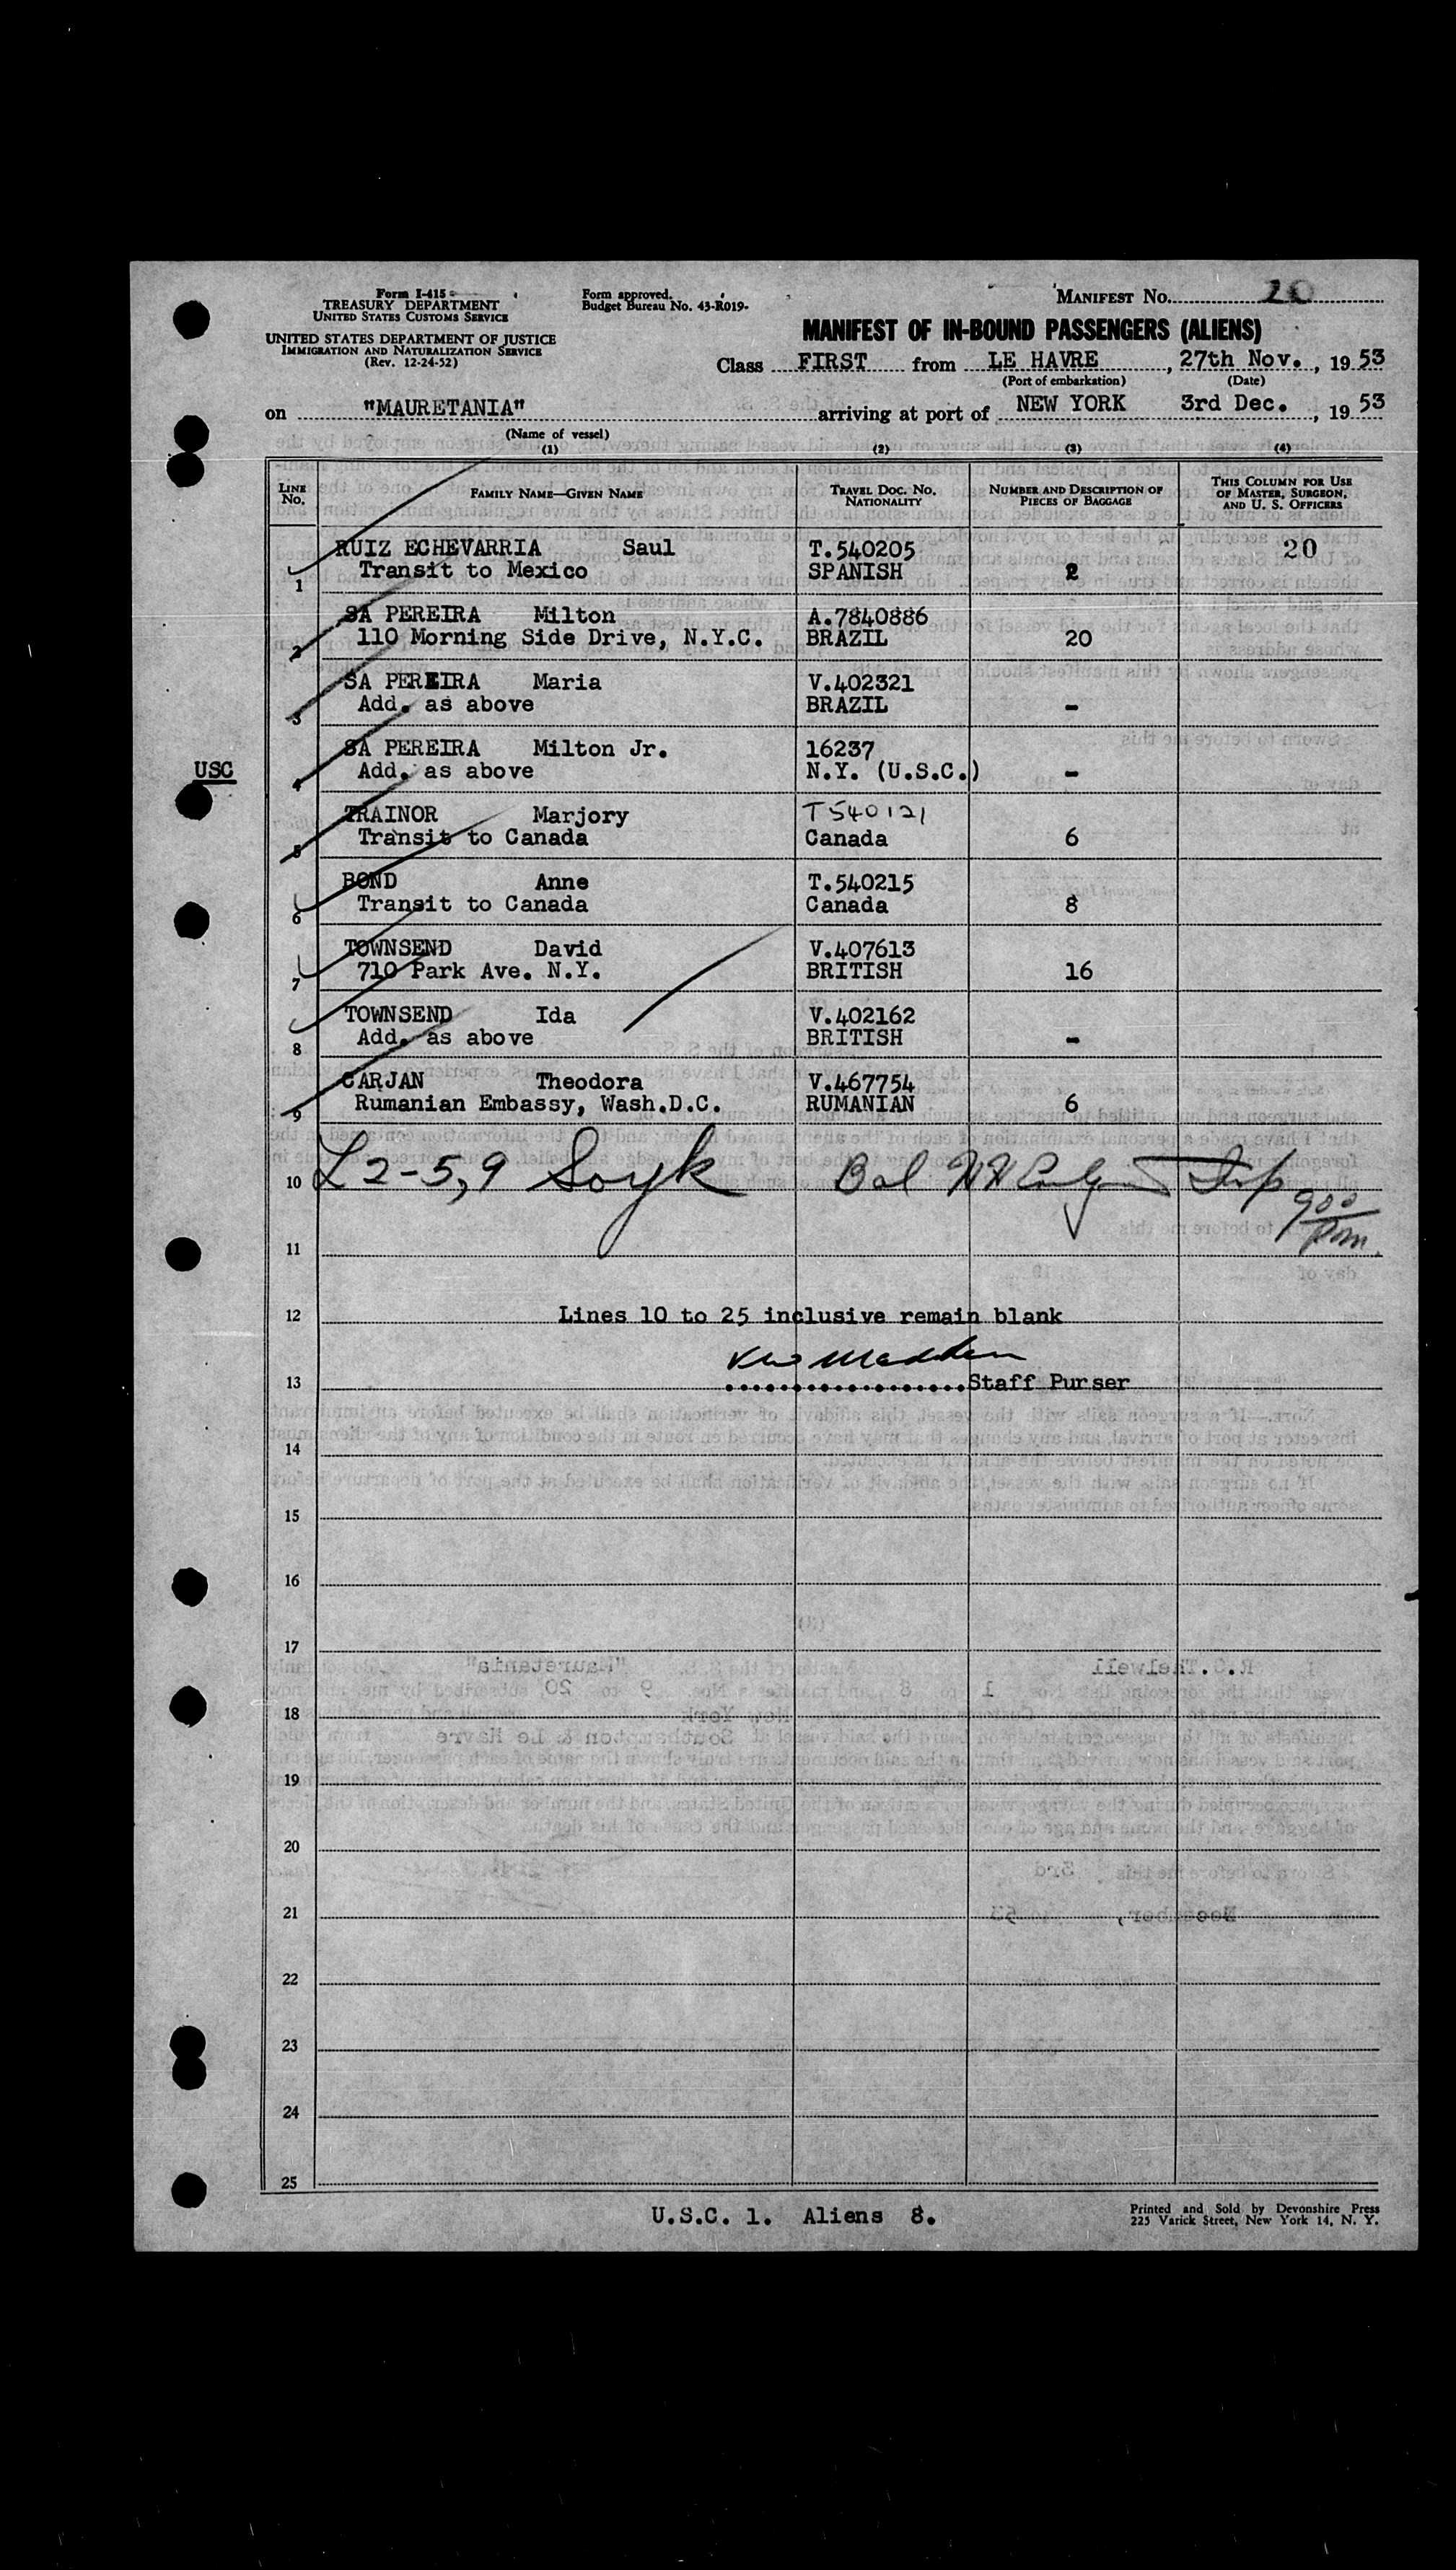 Form I-415
TREASURY DEPARTMENT
UNITED STATES CUSTOMS SERVICE
UNITED STATES DEPARTMENT OF JUSTICE
IMMIGRATION AND NATURALIZATION SERVICE
(Rev. 12-24-52)
Form approved.
Budget Bureau No. 43-R019-
MANIFEST NO. 20
MANIFEST OF IN-BOUND PASSENGERS (ALIENS)
Class FIRST from LE HAVRE, 27th Nov., 1953
(Port of embarkation) (Date)
on "MAURETANIA" arriving at port of NEW YORK 3rd Dec., 1953
(Name of vessel)
(1) (2) (3) (4)
LINE NO. FAMILY NAME—GIVEN NAME TRAVEL DOC. NO. NATIONALITY NUMBER AND DESCRIPTION OF PIECES OF BAGGAGE THIS COLUMN FOR USE OF MASTER, SURGEON, AND U. S. OFFICERS
RUIZ ECHEVARRIA Saul T.540205 20
1 Transit to Mexico SPANISH 2
SA PEREIRA Milton A.7840886
2 110 Morning Side Drive, N.Y.C. BRAZIL 20
SA PEREIRA Maria V.402321
3 Add. as above BRAZIL -
SA PEREIRA Milton Jr. 16237
USC 4 Add. as above N.Y. (U.S.C.) -
TRAINOR Marjory T540121
5 Transit to Canada Canada 6
BOND Anne T.540215
6 Transit to Canada Canada 8
TOWNSEND David V.407613
7 710 Park Ave. N.Y. BRITISH 16
TOWNSEND Ida V.402162
8 Add. as above BRITISH -
CARJAN Theodora V.467754
9 Rumanian Embassy, Wash.D.C. RUMANIAN 6
10 L 2-5,9 Soyk Bal Insp 9 00 pm
11
12 Lines 10 to 25 inclusive remain blank
Madden
13 ..................Staff Purser
14
15
16
17
18
19
20
21
22
23
24
25
U.S.C. 1. Aliens 8.
Printed and Sold by Devonshire Press
225 Varick Street, New York 14, N. Y.